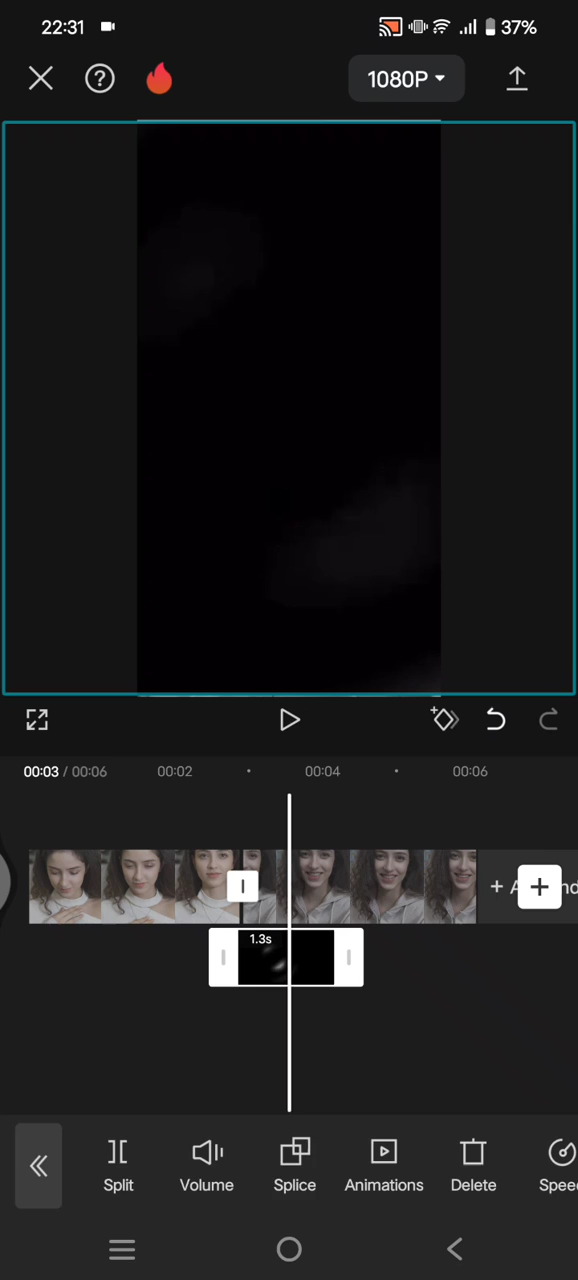 22:31 37%
1080P
00:03 / 00:06 00:02 00:04 00:06
1.3s
Split Volume Splice Animations Delete Spee